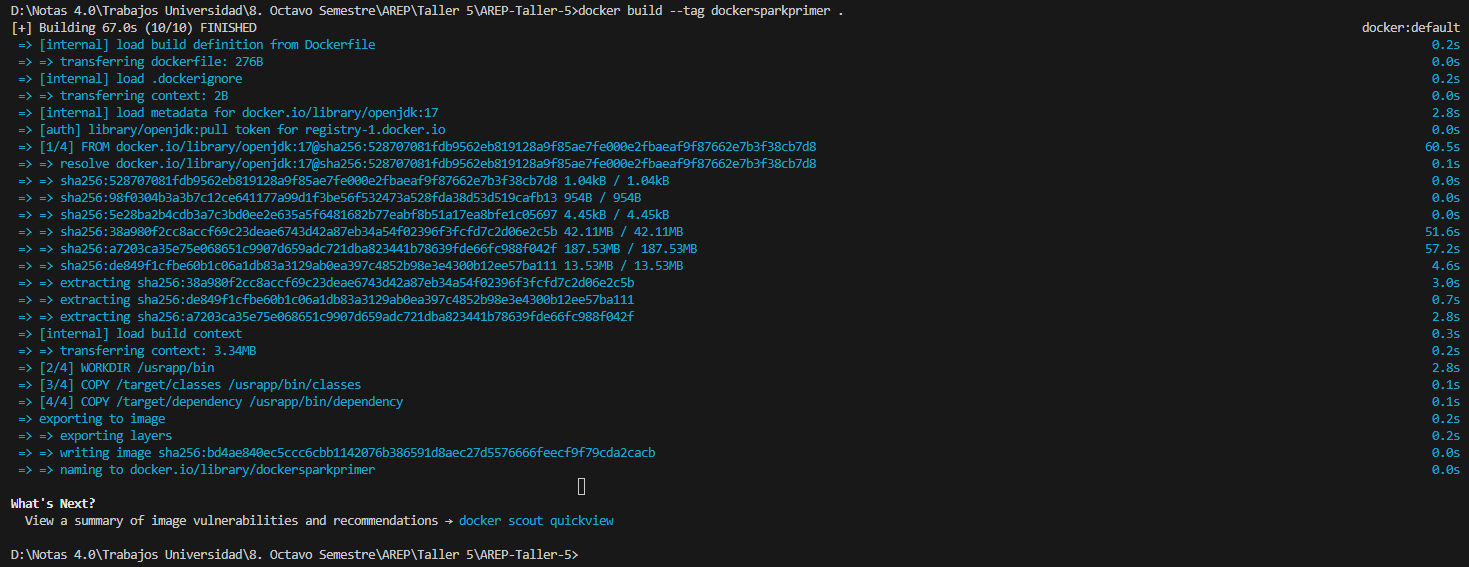 D:\Notas 4.0\Trabajos Universidad\8. Octavo Semestre\AREP\Taller 5\AREP-Taller-5>docker build --tag dockersparkprimer .
[+] Building 67.0s (10/10) FINISHED docker:default
=> [internal] load build definition from Dockerfile 0.2s
=> => transferring dockerfile: 276B 0.0s
=> [internal] load .dockerignore 0.2s
=> => transferring context: 2B 0.0s
=> [internal] load metadata for docker.io/library/openjdk:17 2.8s
=> [auth] library/openjdk:pull token for registry-1.docker.io 0.0s
=> [1/4] FROM docker.io/library/openjdk:17@sha256:528707081fdb9562eb819128a9f85ae7fe000e2fbaeaf9f87662e7b3f38cb7d8 60.5s
=> => resolve docker.io/library/openjdk:17@sha256:528707081fdb9562eb819128a9f85ae7fe000e2fbaeaf9f87662e7b3f38cb7d8 0.1s
=> => sha256:528707081fdb9562eb819128a9f85ae7fe000e2fbaeaf9f87662e7b3f38cb7d8 1.04kB / 1.04kB 0.0s
=> => sha256:98f0304b3a3b7c12ce641177a99d1f3be56f532473a528fda38d53d519cafb13 954B / 954B 0.0s
=> => sha256:5e28ba2b4cdb3a7c3bd0ee2e635a5f6481682b77eabf8b51a17ea8bfe1c05697 4.45kB / 4.45kB 0.0s
=> => sha256:38a980f2cc8accf69c23deae6743d42a87eb34a54f02396f3fcfd7c2d06e2c5b 42.11MB / 42.11MB 51.6s
=> => sha256:a7203ca35e75e068651c9907d659adc721dba823441b78639fde66fc988f042f 187.53MB / 187.53MB 57.2s
=> => sha256:de849f1cfbe60b1c06a1db83a3129ab0ea397c4852b98e3e4300b12ee57ba111 13.53MB / 13.53MB 4.6s
=> => extracting sha256:38a980f2cc8accf69c23deae6743d42a87eb34a54f02396f3fcfd7c2d06e2c5b 3.0s
=> => extracting sha256:de849f1cfbe60b1c06a1db83a3129ab0ea397c4852b98e3e4300b12ee57ba111 0.7s
=> => extracting sha256:a7203ca35e75e068651c9907d659adc721dba823441b78639fde66fc988f042f 2.8s
=> [internal] load build context 0.3s
=> => transferring context: 3.34MB 0.2s
=> [2/4] WORKDIR /usrapp/bin 2.8s
=> [3/4] COPY /target/classes /usrapp/bin/classes 0.1s
=> [4/4] COPY /target/dependency /usrapp/bin/dependency 0.1s
=> exporting to image 0.2s
=> => exporting layers 0.2s
=> => writing image sha256:bd4ae840ec5ccc6cbb1142076b386591d8aec27d5576666feecf9f79cda2cacb 0.0s
=> => naming to docker.io/library/dockersparkprimer 0.0s
What's Next?
View a summary of image vulnerabilities and recommendations → docker scout quickview
D:\Notas 4.0\Trabajos Universidad\8. Octavo Semestre\AREP\Taller 5\AREP-Taller-5>